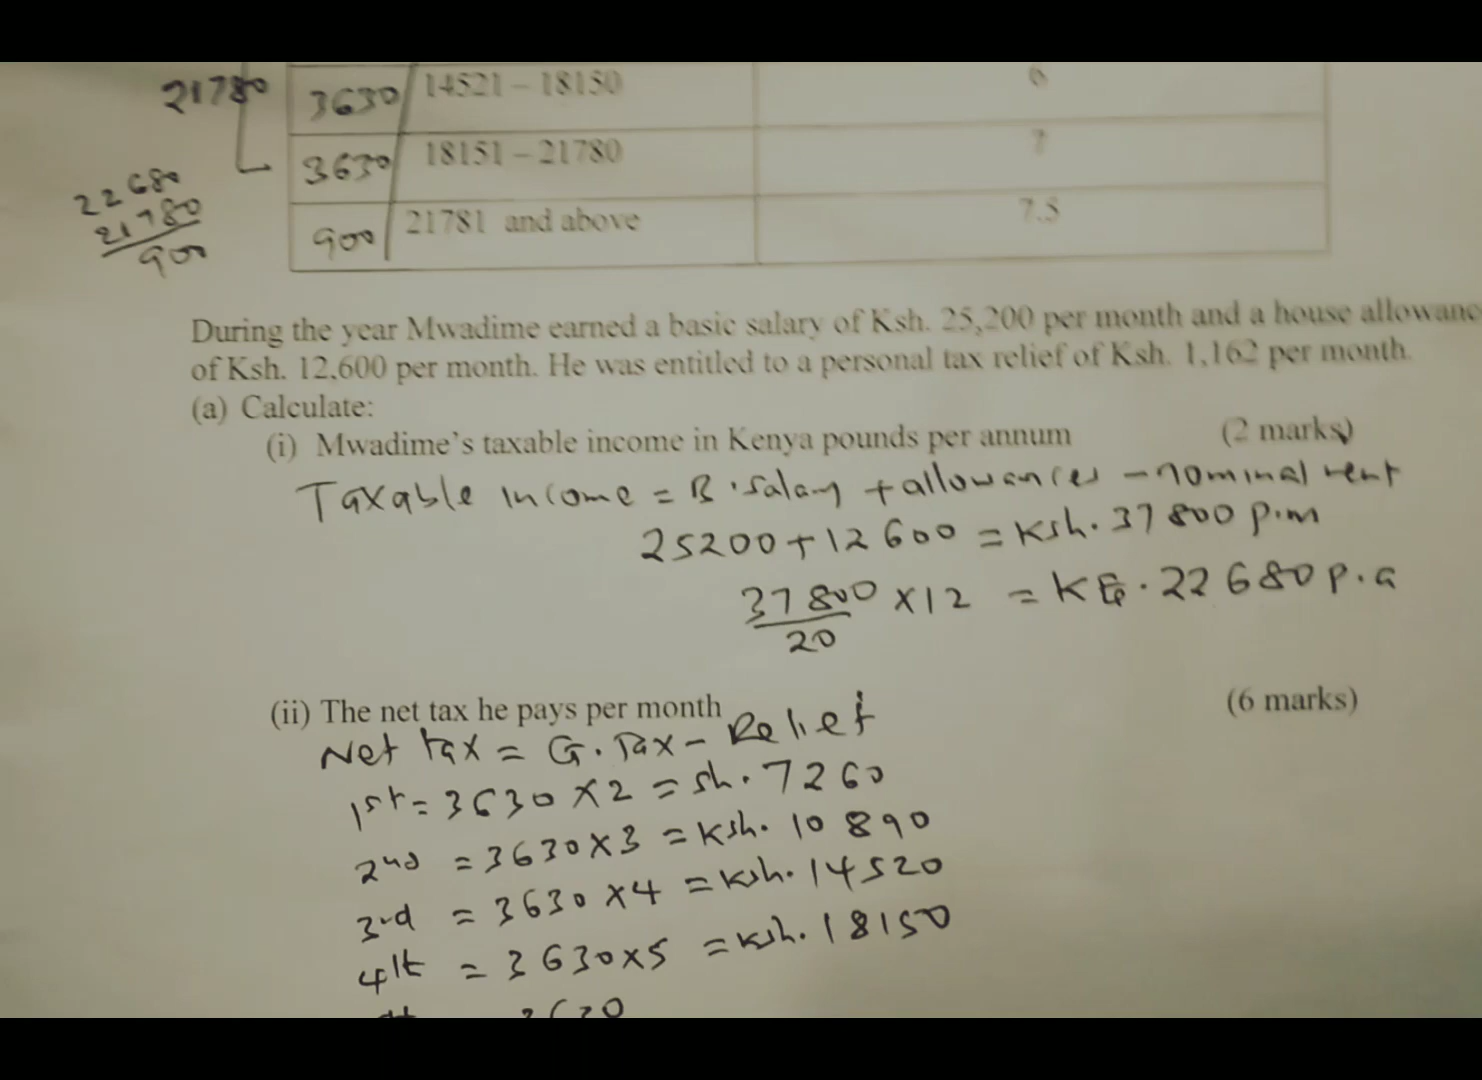 21780 3630 14521 – 18150 6
3630 18151 – 21780 7
22680
21780
900
900 21781 and above 7.5
During the year Mwadime earned a basic salary of Ksh. 25,200 per month and a house allowanc
of Ksh. 12,600 per month. He was entitled to a personal tax relief of Ksh. 1,162 per month.
(a) Calculate:
(i) Mwadime's taxable income in Kenya pounds per annum (2 marks)
Taxable income = B. salary + allowances – nominal rent
25200 + 12600 = Ksh. 37800 p.m
37800 × 12 = K£. 22680 p.a
20
(ii) The net tax he pays per month (6 marks)
Net tax = G. Tax – Relief
1st = 3630 × 2 = sh. 7260
2nd = 3630 × 3 = Ksh. 10890
3rd = 3630 × 4 = Ksh. 14520
4th = 3630 × 5 = Ksh. 18150